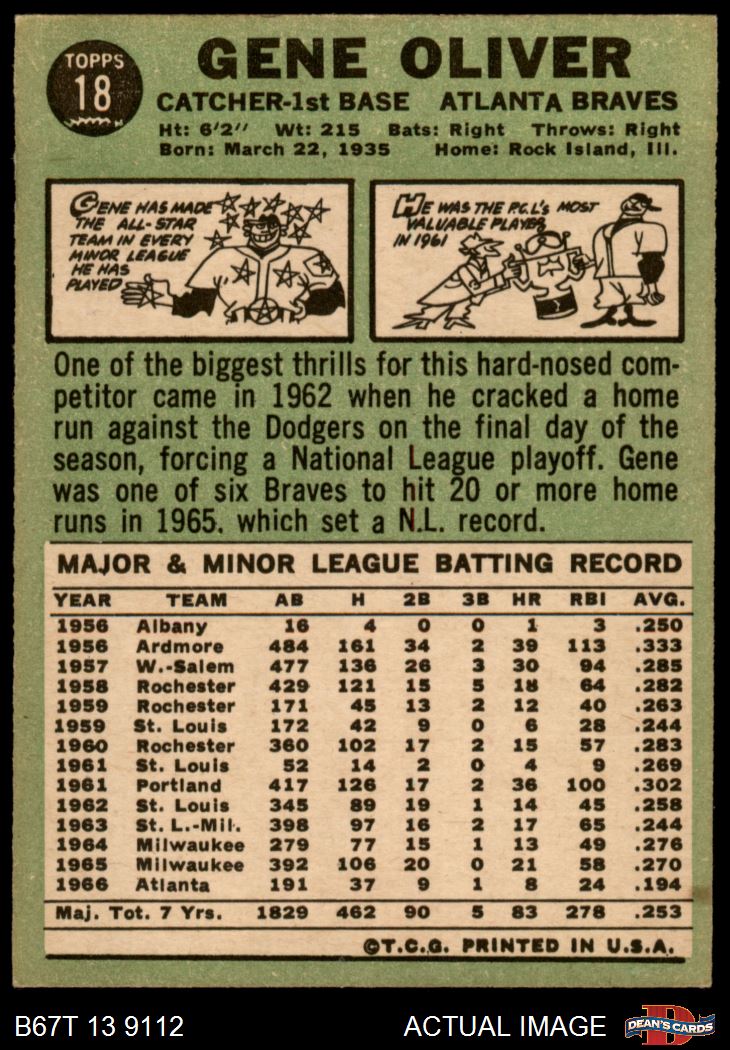 TOPPS
18
GENE OLIVER
CATCHER-1st BASE ATLANTA BRAVES
Ht: 6'2" Wt: 215 Bats: Right Throws: Right
Born: March 22, 1935 Home: Rock Island, Ill.
GENE HAS MADE
THE ALL-STAR
TEAM IN EVERY
MINOR LEAGUE
HE HAS
PLAYED
HE WAS THE P.C.L's MOST
VALUABLE PLAYER
IN 1961
One of the biggest thrills for this hard-nosed com-
petitor came in 1962 when he cracked a home
run against the Dodgers on the final day of the
season, forcing a National League playoff. Gene
was one of six Braves to hit 20 or more home
runs in 1965. which set a N.L. record.
MAJOR & MINOR LEAGUE BATTING RECORD
YEAR TEAM AB H 2B 3B HR RBI AVG.
1956 Albany 16 4 0 0 1 3 .250
1956 Ardmore 484 161 34 2 39 113 .333
1957 W.-Salem 477 136 26 3 30 94 .285
1958 Rochester 429 121 15 5 18 64 .282
1959 Rochester 171 45 13 2 12 40 .263
1959 St. Louis 172 42 9 0 6 28 .244
1960 Rochester 360 102 17 2 15 57 .283
1961 St. Louis 52 14 2 0 4 9 .269
1961 Portland 417 126 17 2 36 100 .302
1962 St. Louis 345 89 19 1 14 45 .258
1963 St. L.-Mil. 398 97 16 2 17 65 .244
1964 Milwaukee 279 77 15 1 13 49 .276
1965 Milwaukee 392 106 20 0 21 58 .270
1966 Atlanta 191 37 9 1 8 24 .194
Maj. Tot. 7 Yrs. 1829 462 90 5 83 278 .253
©T.C.G. PRINTED IN U.S.A.
B67T 13 9112 ACTUAL IMAGE
D
DEAN'S CARDS